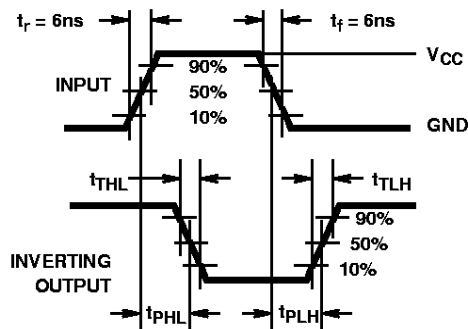 tr = 6ns
tf = 6ns
VCC
90%
INPUT
50%
10%
GND
tTHL
tTLH
90%
50%
INVERTING
OUTPUT
10%
tPHL
tPLH